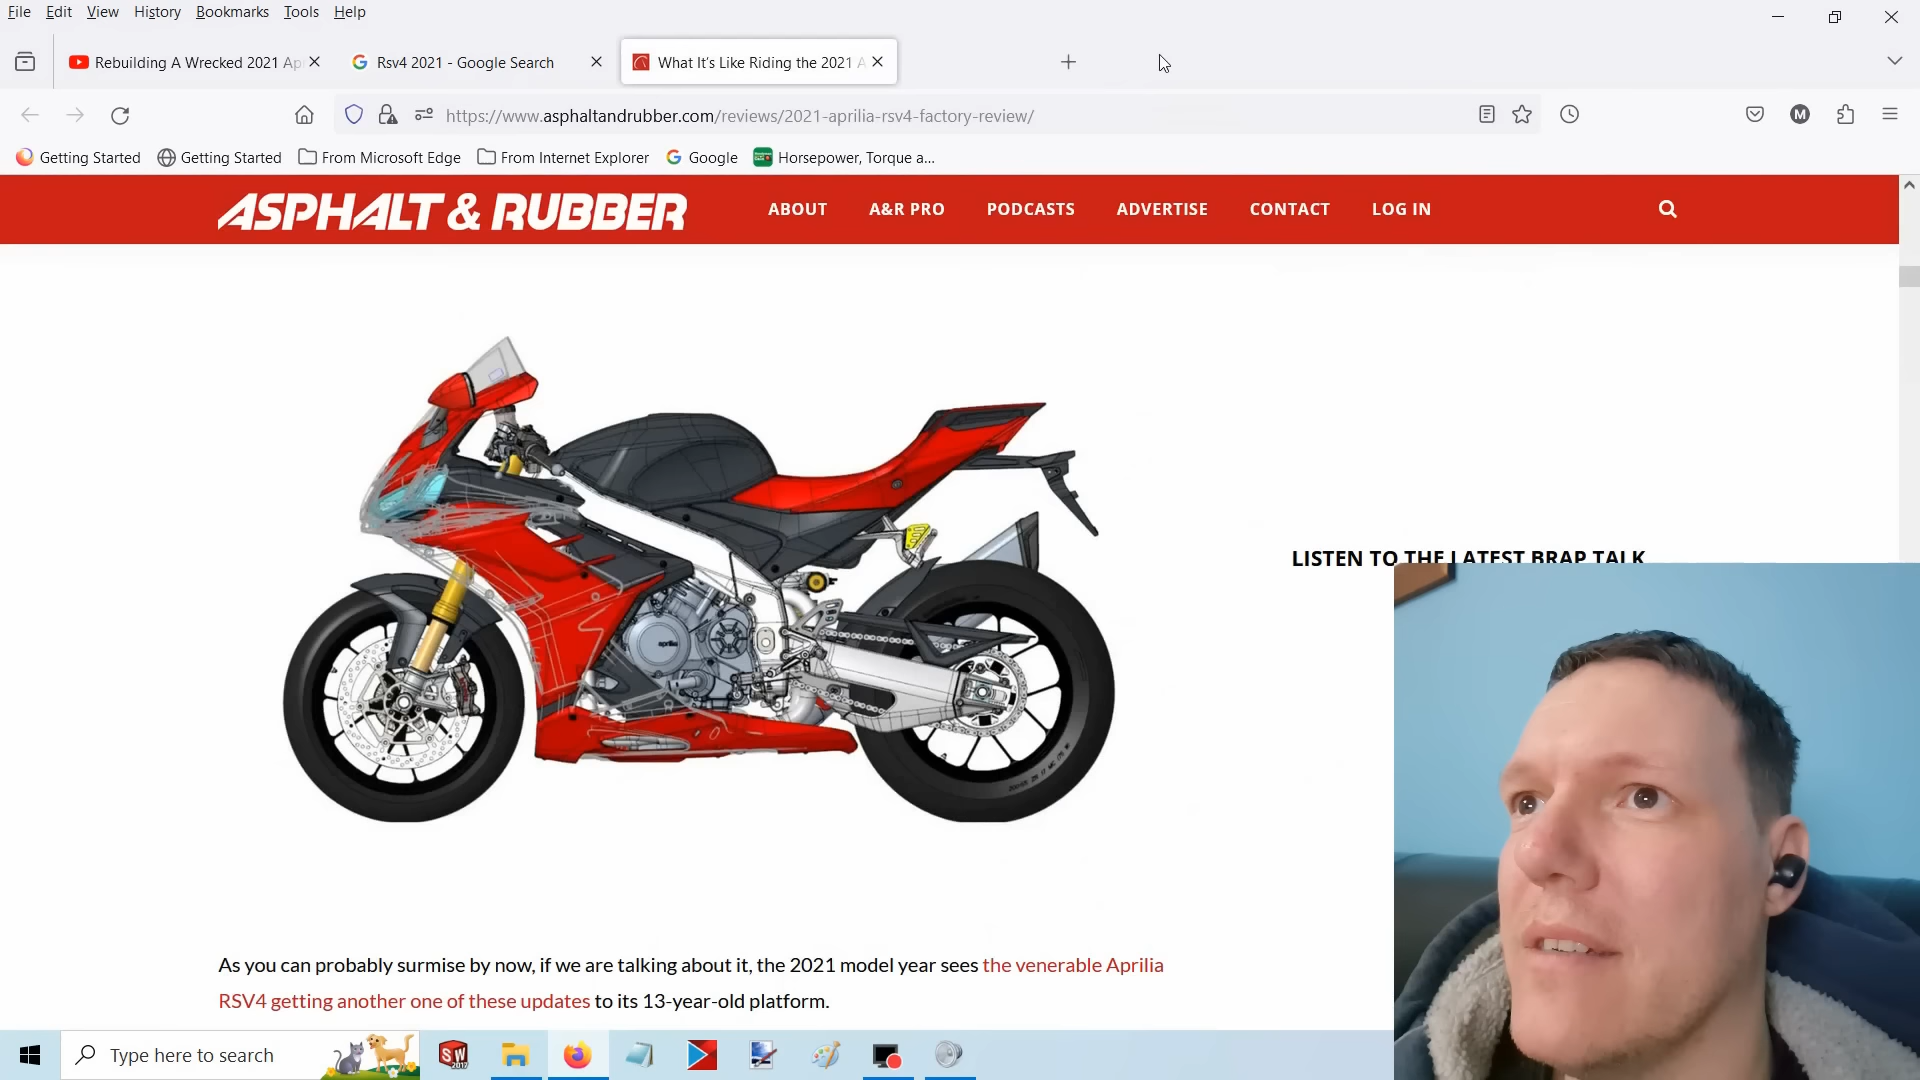 File Edit View History Bookmarks Tools Help
Rebuilding A Wrecked 2021 Ap
Rsv4 2021 - Google Search
What It's Like Riding the 2021 A
https://www.asphaltandrubber.com/reviews/2021-aprilia-rsv4-factory-review/
M
Getting Started
Getting Started
From Microsoft Edge
From Internet Explorer
Google
Horsepower, Torque a...
ASPHALT & RUBBER
ABOUT
A&R PRO
PODCASTS
ADVERTISE
CONTACT
LOG IN
LISTEN TO THE LATEST BRAP TALK
aprilia
As you can probably surmise by now, if we are talking about it, the 2021 model year sees the venerable Aprilia
RSV4 getting another one of these updates to its 13-year-old platform.
Type here to search
SW
2017